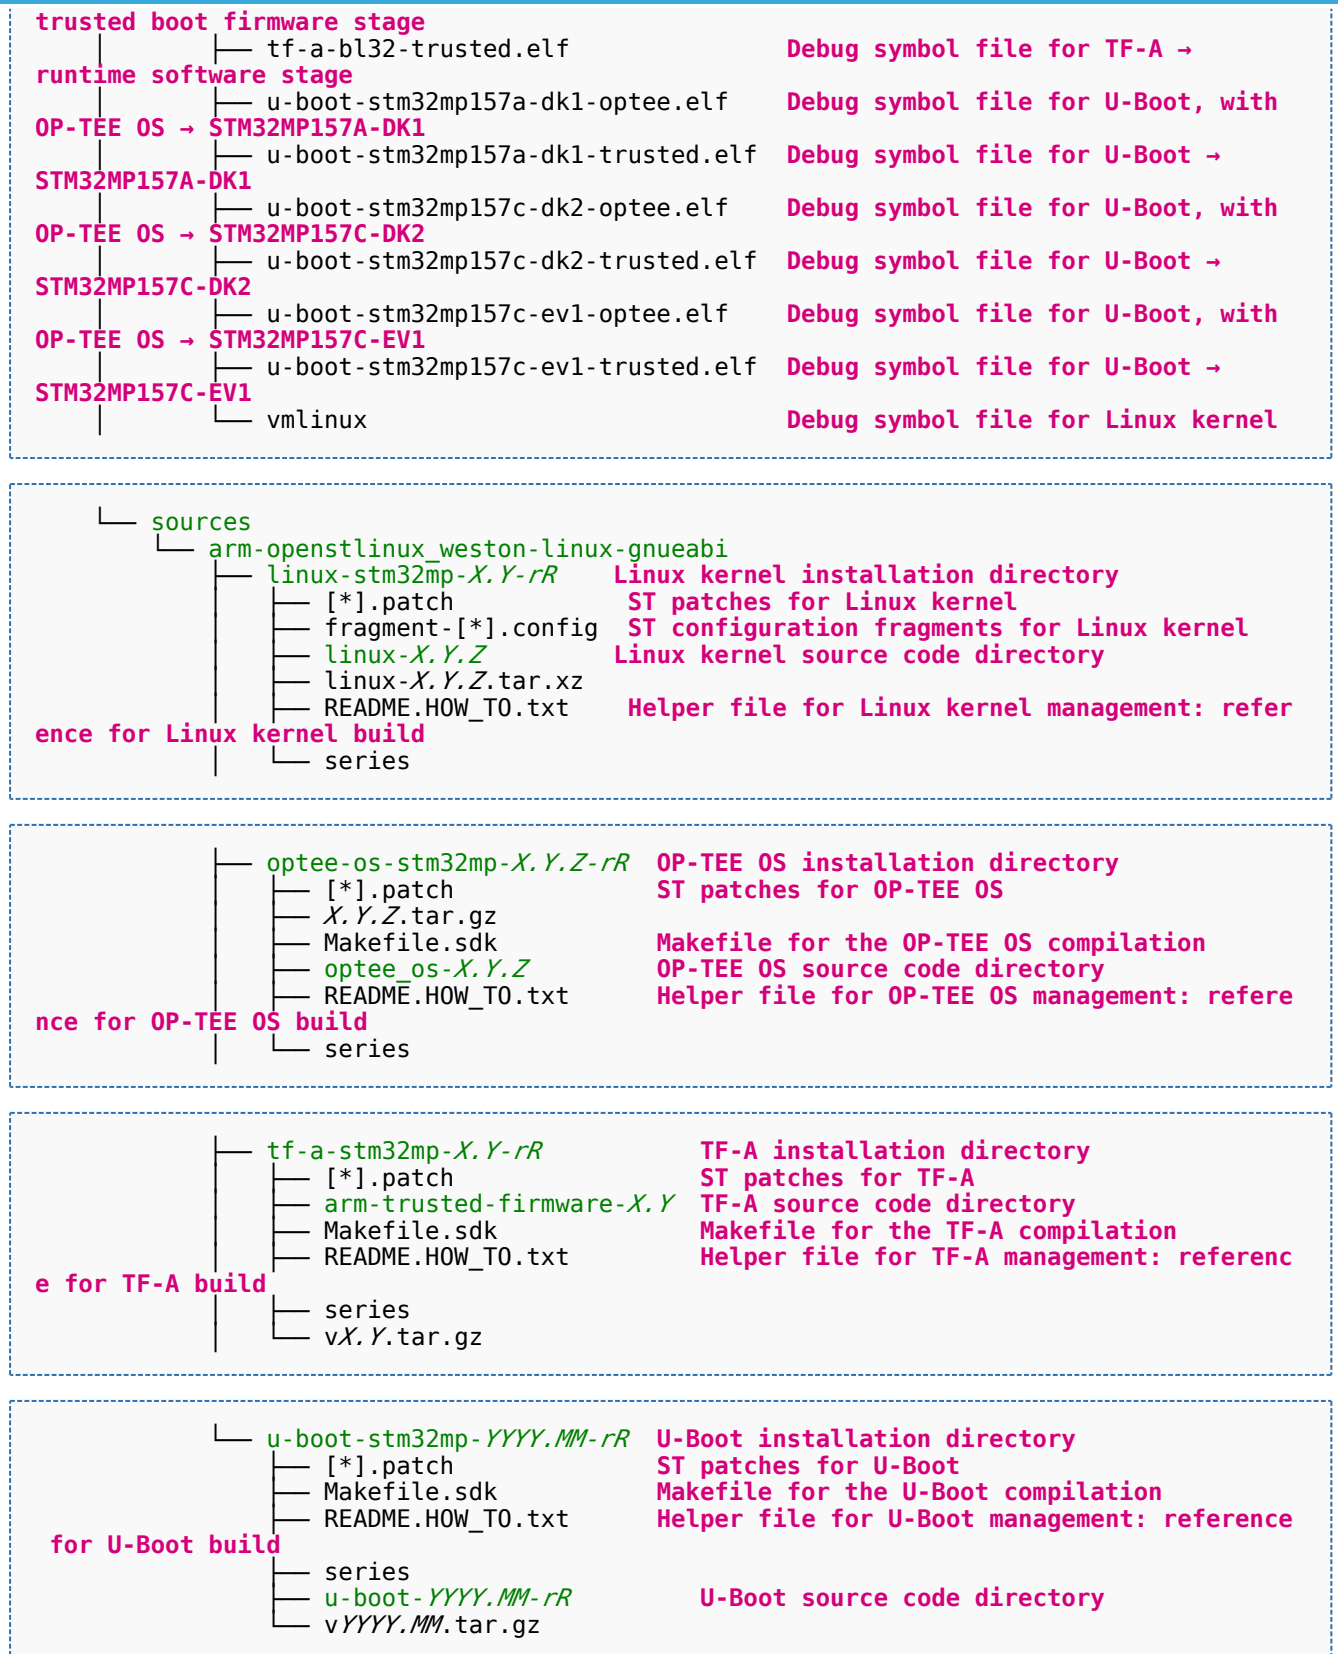 trusted boot firmware stage
│       ├── tf-a-bl32-trusted.elf               Debug symbol file for TF-A →
runtime software stage
│       ├── u-boot-stm32mp157a-dk1-optee.elf    Debug symbol file for U-Boot, with
OP-TEE OS → STM32MP157A-DK1
│       ├── u-boot-stm32mp157a-dk1-trusted.elf  Debug symbol file for U-Boot →
STM32MP157A-DK1
│       ├── u-boot-stm32mp157c-dk2-optee.elf    Debug symbol file for U-Boot, with
OP-TEE OS → STM32MP157C-DK2
│       ├── u-boot-stm32mp157c-dk2-trusted.elf  Debug symbol file for U-Boot →
STM32MP157C-DK2
│       ├── u-boot-stm32mp157c-ev1-optee.elf    Debug symbol file for U-Boot, with
OP-TEE OS → STM32MP157C-EV1
│       ├── u-boot-stm32mp157c-ev1-trusted.elf  Debug symbol file for U-Boot →
STM32MP157C-EV1
│       └── vmlinux                             Debug symbol file for Linux kernel
└── sources
└── arm-openstlinux_weston-linux-gnueabi
├── linux-stm32mp-X.Y-rR    Linux kernel installation directory
│   ├── [*].patch            ST patches for Linux kernel
│   ├── fragment-[*].config  ST configuration fragments for Linux kernel
│   ├── linux-X.Y.Z         Linux kernel source code directory
│   ├── linux-X.Y.Z.tar.xz
│   ├── README.HOW_TO.txt    Helper file for Linux kernel management: refer
ence for Linux kernel build
│   └── series
├── optee-os-stm32mp-X.Y.Z-rR  OP-TEE OS installation directory
│   ├── [*].patch              ST patches for OP-TEE OS
│   ├── X.Y.Z.tar.gz
│   ├── Makefile.sdk           Makefile for the OP-TEE OS compilation
│   ├── optee_os-X.Y.Z         OP-TEE OS source code directory
│   ├── README.HOW_TO.txt      Helper file for OP-TEE OS management: refere
nce for OP-TEE OS build
│   └── series
├── tf-a-stm32mp-X.Y-rR           TF-A installation directory
│   ├── [*].patch                 ST patches for TF-A
│   ├── arm-trusted-firmware-X.Y  TF-A source code directory
│   ├── Makefile.sdk              Makefile for the TF-A compilation
│   ├── README.HOW_TO.txt         Helper file for TF-A management: referenc
e for TF-A build
│   ├── series
│   └── vX.Y.tar.gz
└── u-boot-stm32mp-YYYY.MM-rR  U-Boot installation directory
├── [*].patch              ST patches for U-Boot
├── Makefile.sdk           Makefile for the U-Boot compilation
├── README.HOW_TO.txt      Helper file for U-Boot management: reference
for U-Boot build
├── series
├── u-boot-YYYY.MM-rR         U-Boot source code directory
└── vYYYY.MM.tar.gz